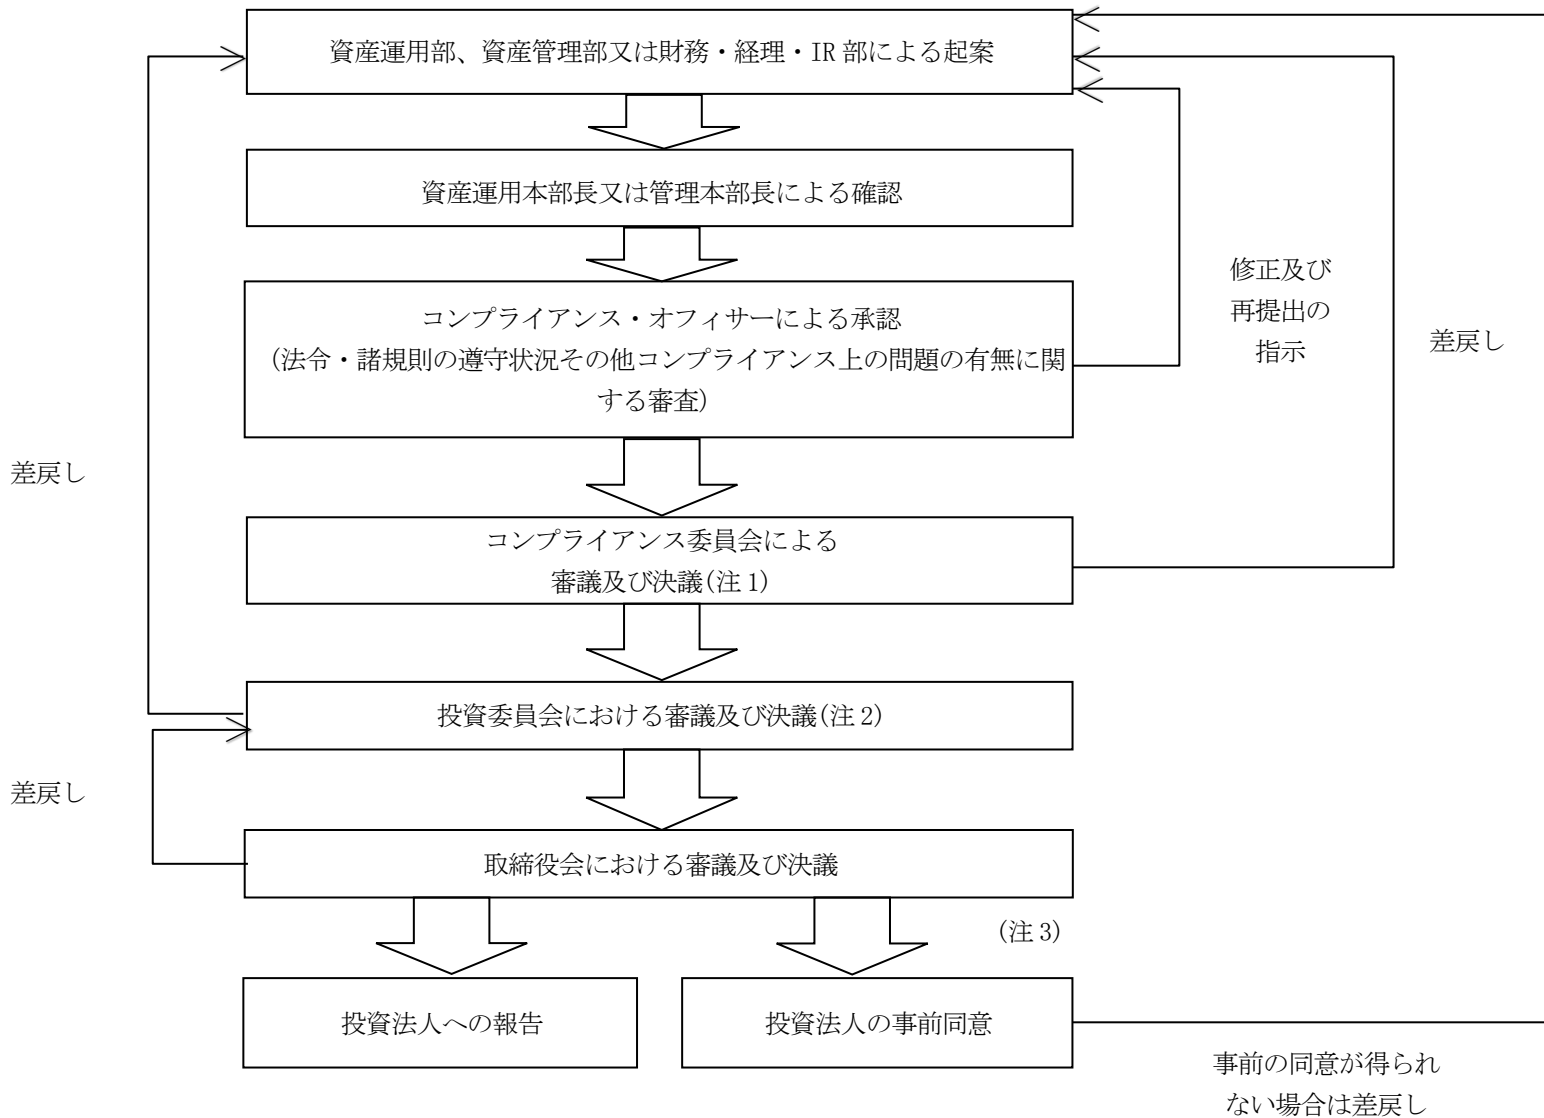 資産運用部、資産管理部又は財務・経理・IR 部による起案
資産運用本部長又は管理本部長による確認
コンプライアンス・オフィサーによる承認
(法令・諸規則の遵守状況その他コンプライアンス上の問題の有無に関
する審査)
修正及び
再提出の
指示
差戻し
差戻し
コンプライアンス委員会による
審議及び決議(注 1)
投資委員会における審議及び決議(注 2)
差戻し
取締役会における審議及び決議
(注 3)
投資法人への報告
投資法人の事前同意
事前の同意が得られ
ない場合は差戻し